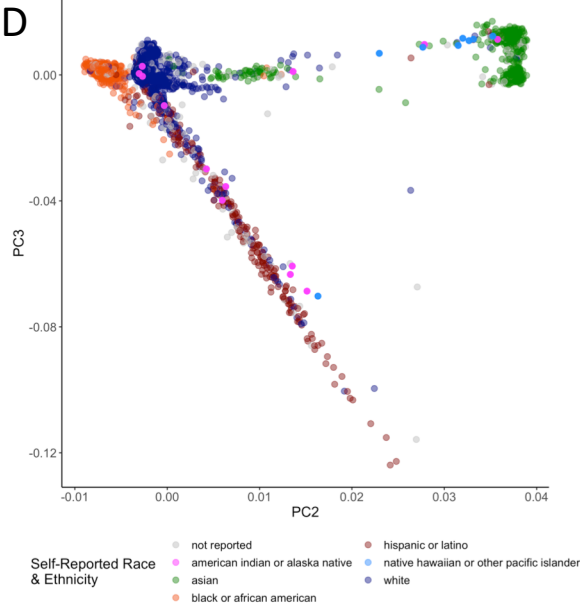 D
0.00
-0.04
PC3
-0.08
-0.12
-0.01 0.00 0.01 0.02 0.03 0.04
PC2
Self-Reported Race
& Ethnicity
not reported
american indian or alaska native
asian
black or african american
hispanic or latino
native hawaiian or other pacific islander
white